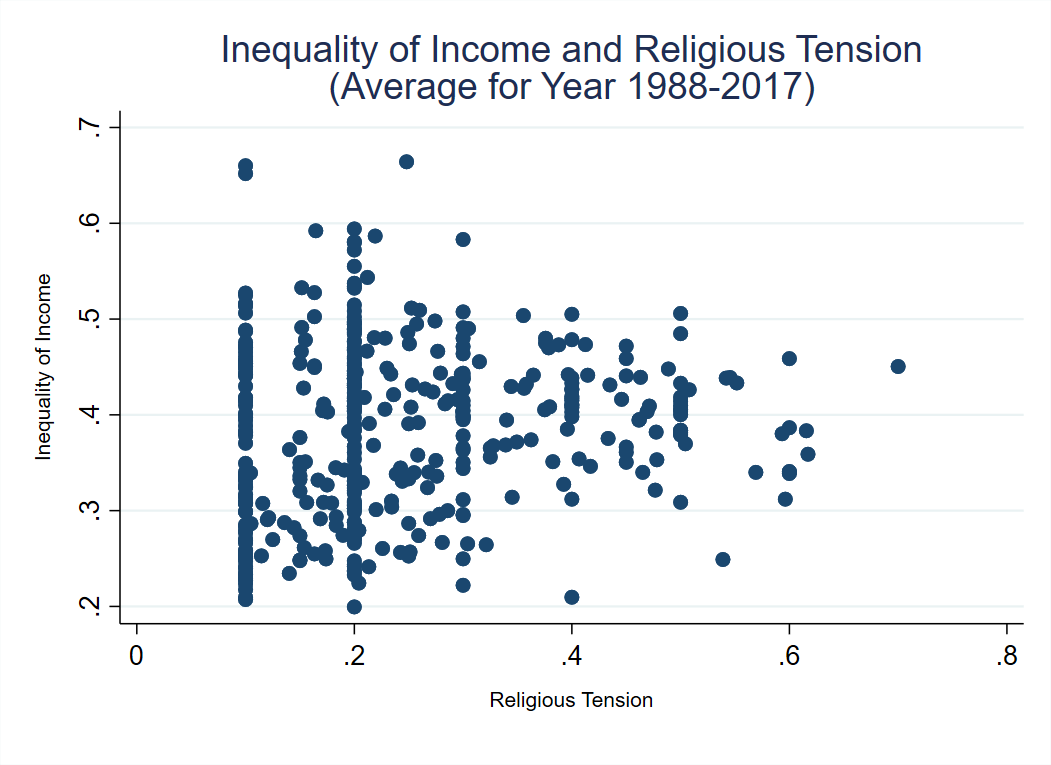 Inequality of Income and Religious Tension
(Average for Year 1988-2017)
.7
.6
.5
.4
.3
.2
Inequality of Income
0 .2 .4 .6 .8
Religious Tension